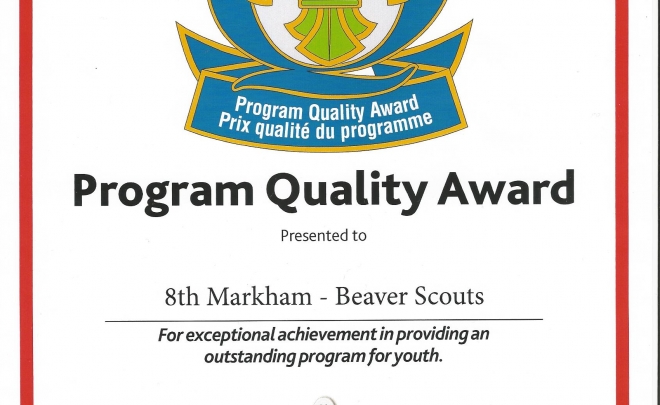 Program Quality Award
Prix qualité du programme
Program Quality Award
Presented to
8th Markham - Beaver Scouts
For exceptional achievement in providing an
outstanding program for youth.